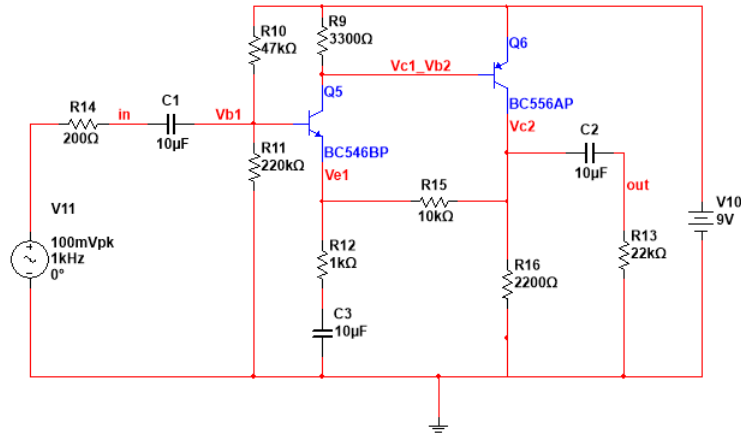 R10
47kΩ
R9
3300Ω
Q6
Vc1_Vb2
Q5
BC556AP
R14
200Ω
in
C1
10µF
Vb1
Vc2
C2
10µF
R11
220kΩ
BC546BP
Ve1
R15
10kΩ
out
V11
100mVpk
1kHz
0°
V10
9V
R12
1kΩ
R13
22kΩ
R16
2200Ω
C3
10µF